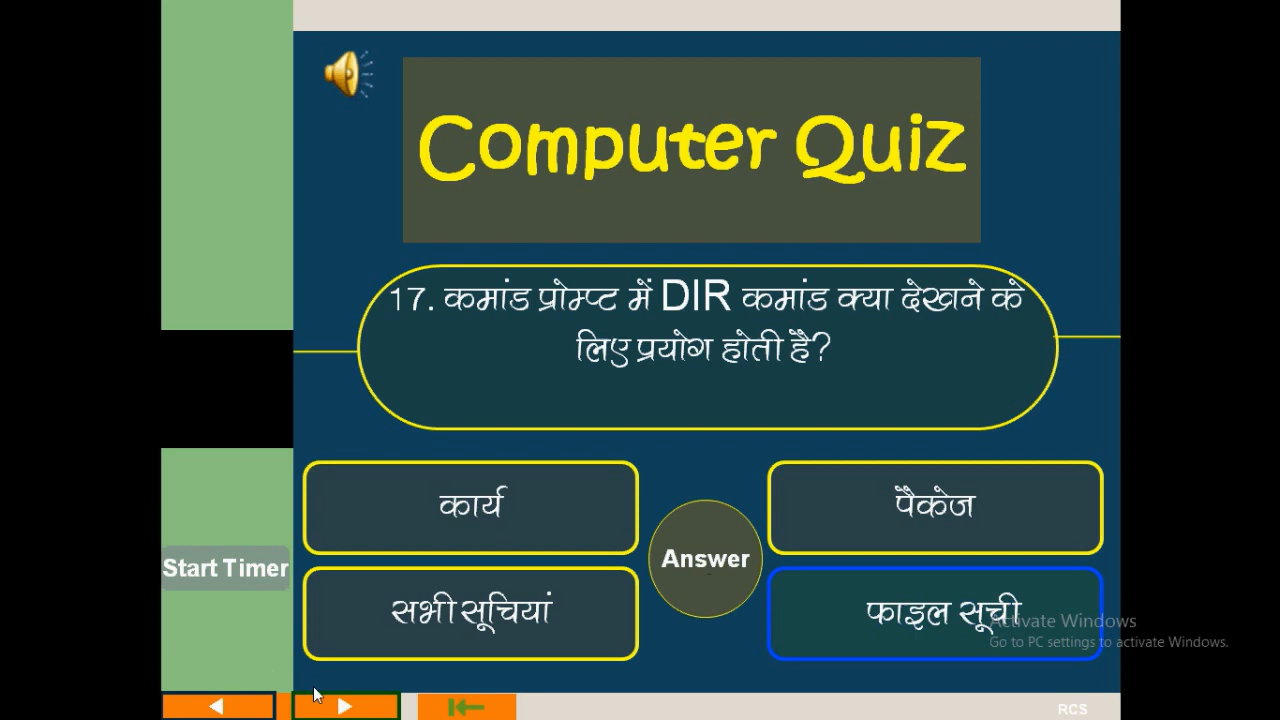 Computer Quiz
17. कमांड प्रोम्प्ट में DIR कमांड क्या देखने के
लिए प्रयोग होती है?
कार्य
पैकेज
Answer
Start Timer
सभी सूचियां
फाइल सूची
Activate Windows
Go to PC settings to activate Windows.
RCS